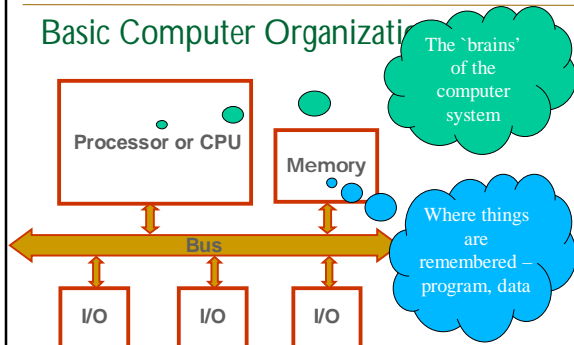 Basic Computer Organizatio
The `brains'
of the
computer
system
Processor or CPU
Memory
Where things
are
remembered –
program, data
Bus
I/O
I/O
I/O